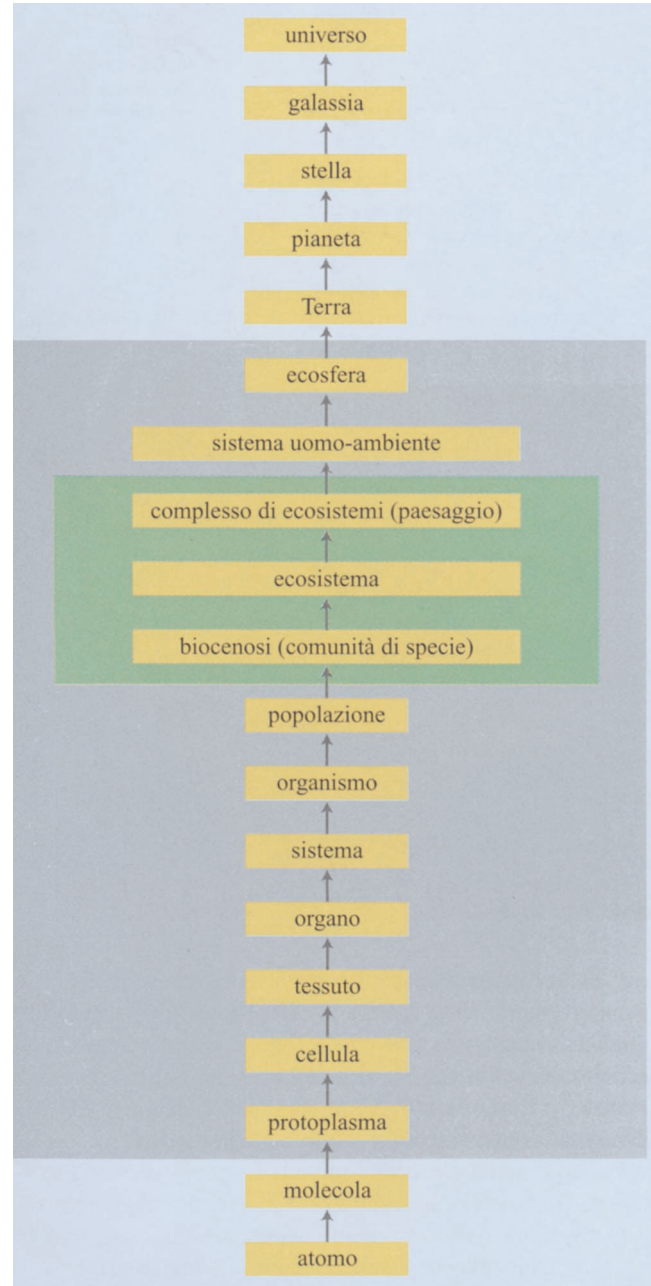 universo
galassia
stella
pianeta
Terra
ecosfera
sistema uomo-ambiente
complesso di ecosistemi (paesaggio)
ecosistema
biocenosi (comunità di specie)
popolazione
organismo
sistema
organo
tessuto
cellula
protoplasma
molecola
atomo